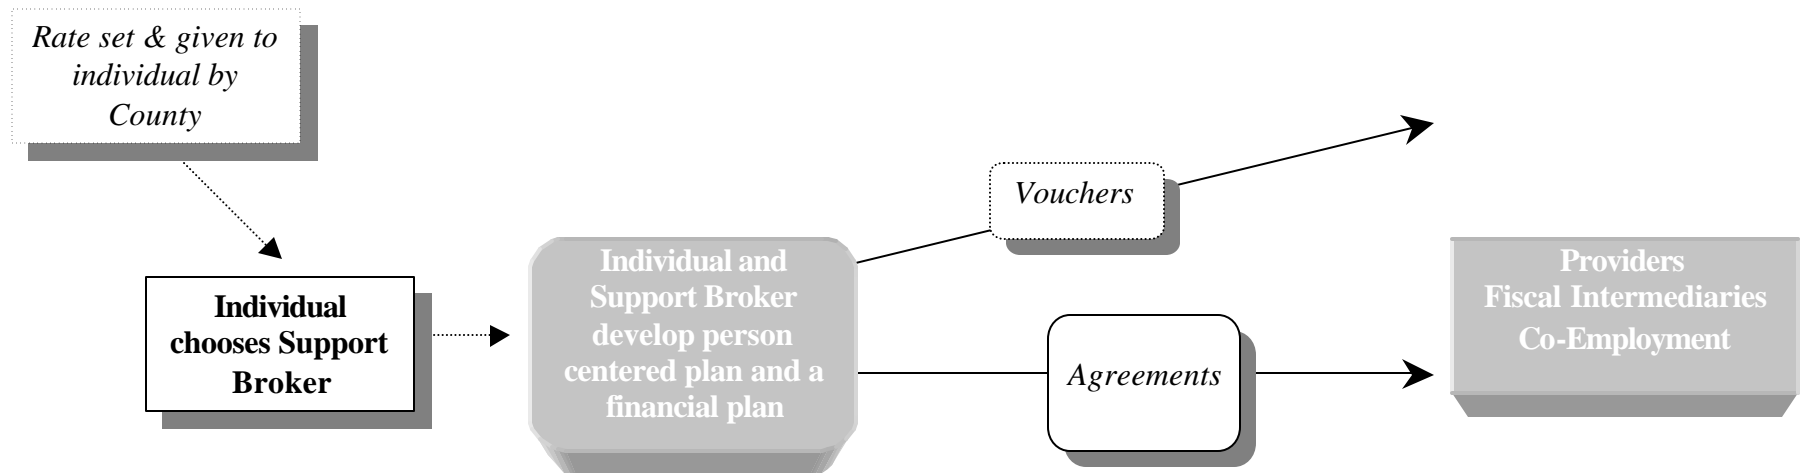 Rate set & given to
individual by
County
Individual
chooses Support
Broker
Individual and
Support Broker
develop person
centered plan and a
financial plan
Vouchers
Agreements
Providers
Fiscal Intermediaries
Co-Employment